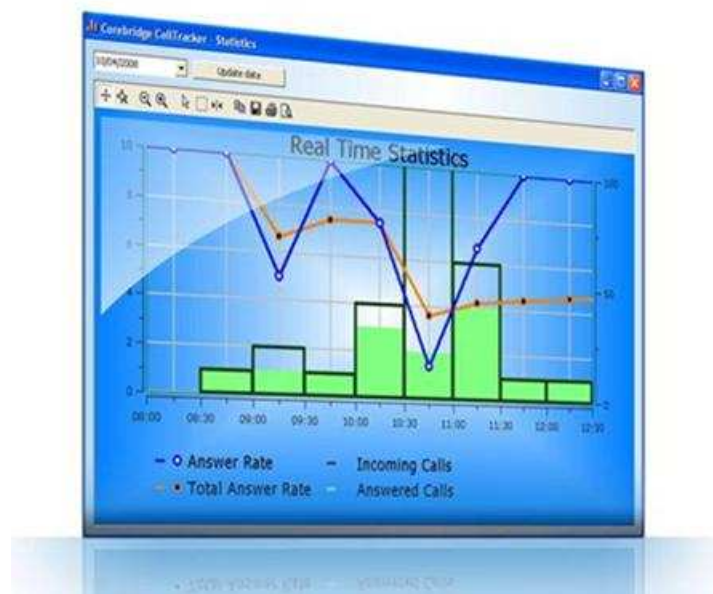 Corebridge CallTracker - Statistics
10/04/2008
Update data
Real Time Statistics
10
8
6
4
2
0
100
50
0
08:00 08:30 09:00 09:30 10:00 10:30 11:00 11:30 12:00 12:30
Answer Rate Incoming Calls
Total Answer Rate Answered Calls